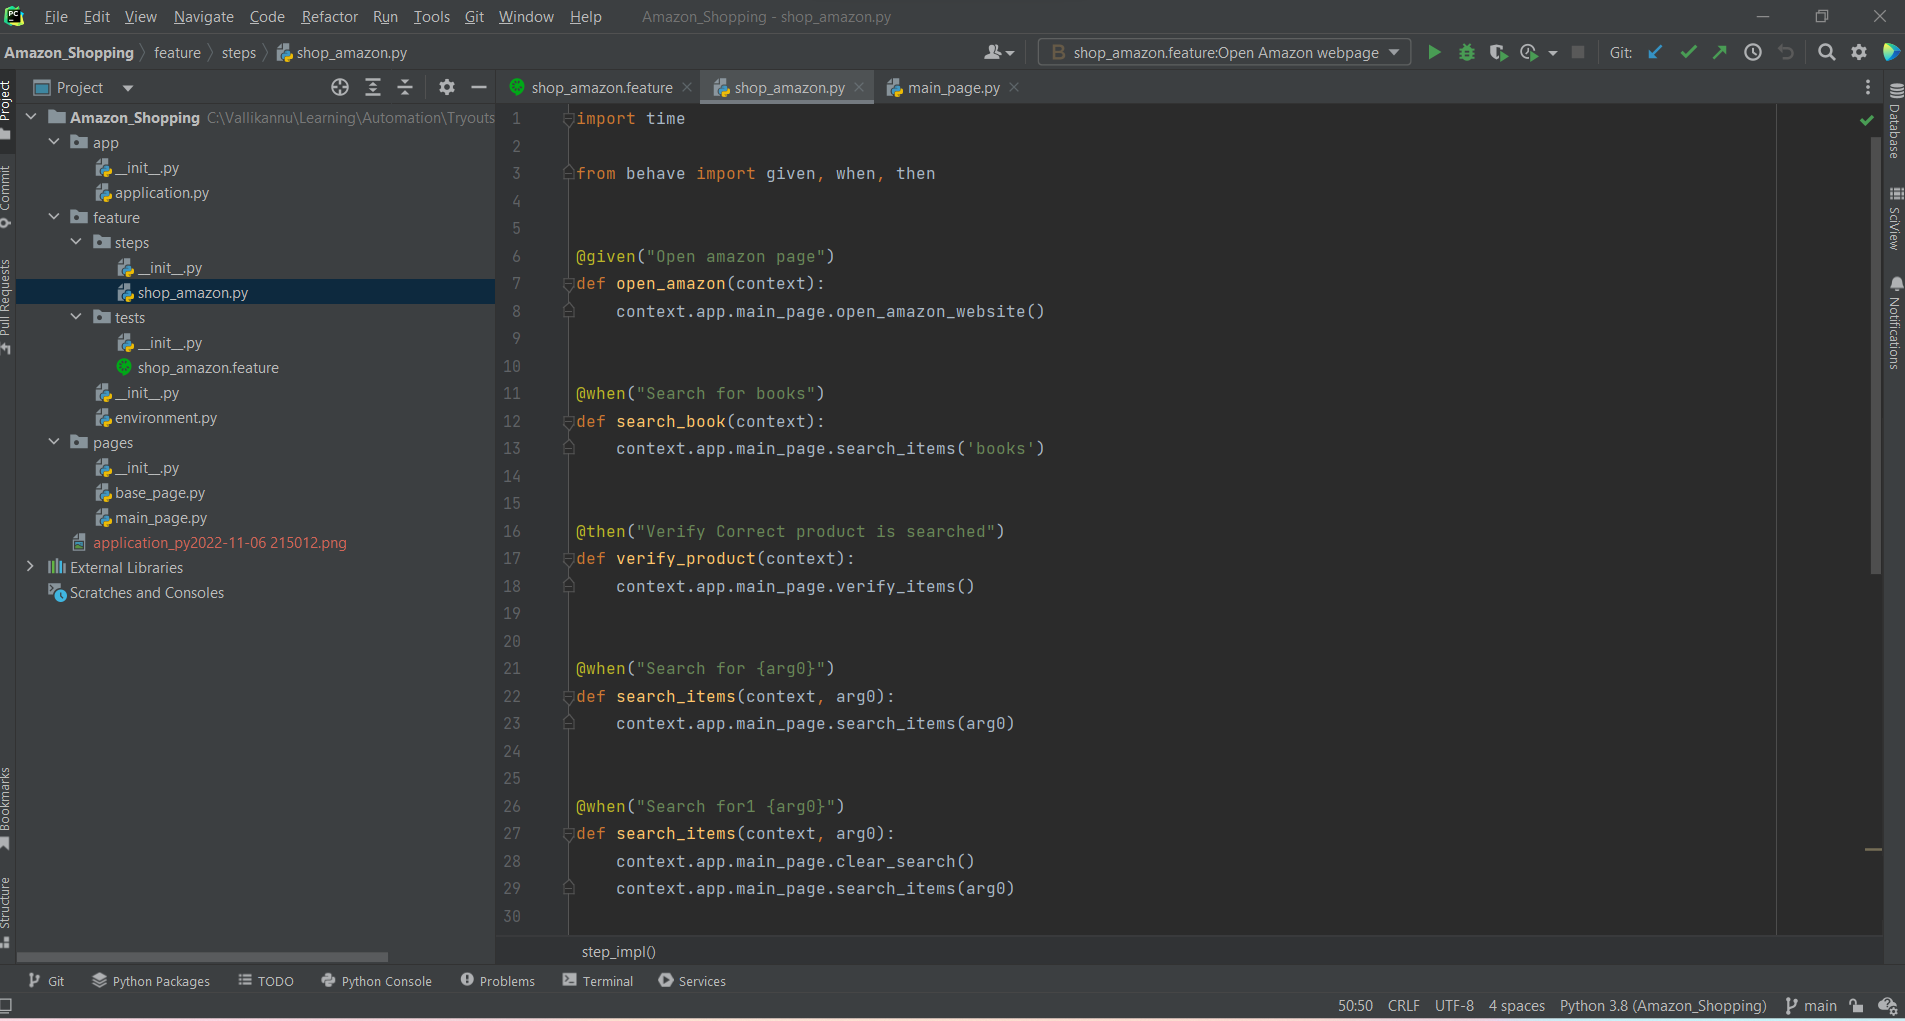 PC File Edit View Navigate Code Refactor Run Tools Git Window Help Amazon_Shopping - shop_amazon.py
Amazon_Shopping feature steps shop_amazon.py
B shop_amazon.feature:Open Amazon webpage Git:
Project
Commit
Pull Requests
Bookmarks
Structure
Project
Amazon_Shopping C:\Vallikannu\Learning\Automation\Tryouts
app
__init__.py
application.py
feature
steps
__init__.py
shop_amazon.py
tests
__init__.py
shop_amazon.feature
__init__.py
environment.py
pages
__init__.py
base_page.py
main_page.py
application_py2022-11-06 215012.png
External Libraries
Scratches and Consoles
shop_amazon.feature shop_amazon.py main_page.py
1 import time
2
3 from behave import given, when, then
4
5
6 @given("Open amazon page")
7 def open_amazon(context):
8 context.app.main_page.open_amazon_website()
9
10
11 @when("Search for books")
12 def search_book(context):
13 context.app.main_page.search_items('books')
14
15
16 @then("Verify Correct product is searched")
17 def verify_product(context):
18 context.app.main_page.verify_items()
19
20
21 @when("Search for {arg0}")
22 def search_items(context, arg0):
23 context.app.main_page.search_items(arg0)
24
25
26 @when("Search for1 {arg0}")
27 def search_items(context, arg0):
28 context.app.main_page.clear_search()
29 context.app.main_page.search_items(arg0)
30
step_impl()
Database
SciView
Notifications
Git Python Packages TODO Python Console Problems Terminal Services
50:50 CRLF UTF-8 4 spaces Python 3.8 (Amazon_Shopping) main